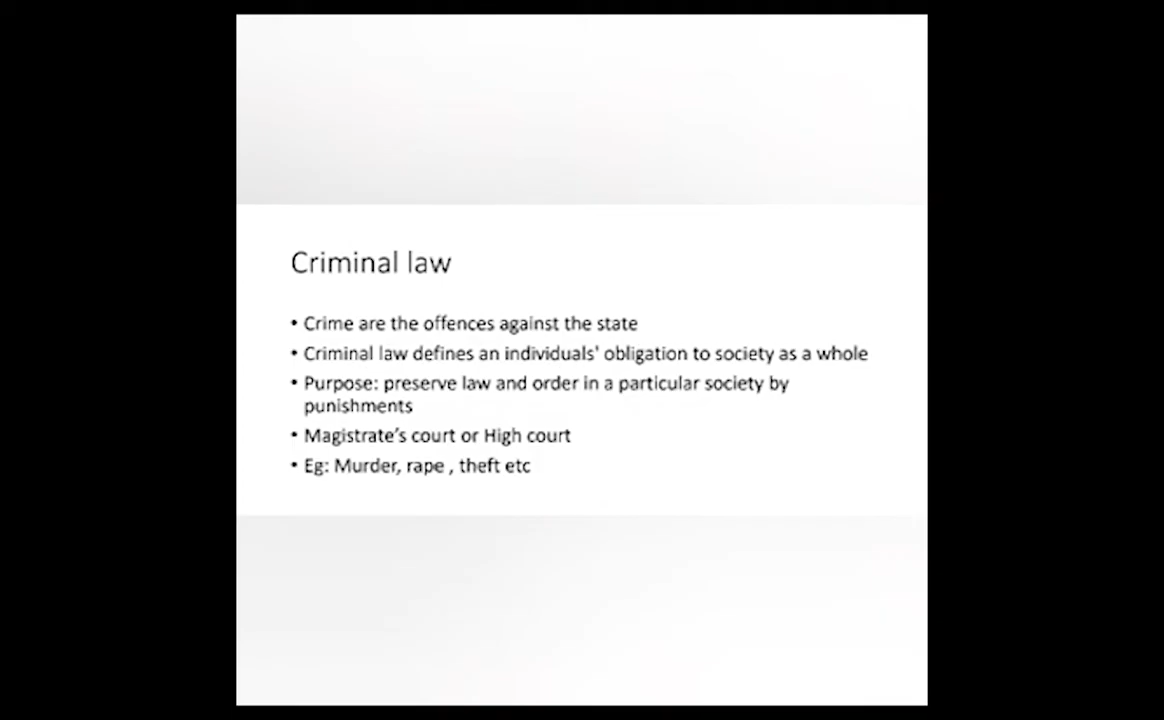 Criminal law
• Crime are the offences against the state
• Criminal law defines an individuals' obligation to society as a whole
• Purpose: preserve law and order in a particular society by
punishments
• Magistrate's court or High court
• Eg: Murder, rape , theft etc